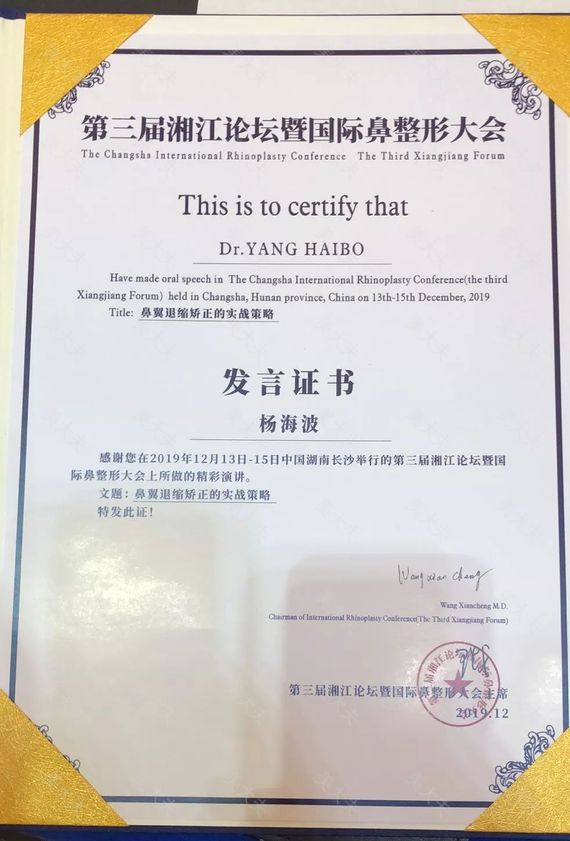 第三届湘江论坛暨国际鼻整形大会
The Changsha International Rhinoplasty Conference The Third Xiangjiang Forum
This is to certify that
Dr.YANG HAIBO
Have made oral speech in The Changsha International Rhinoplasty Conference(the third
Xiangjiang Forum) held in Changsha, Hunan province, China on 13th-15th December, 2019
Title: 鼻翼退缩矫正的实战策略
发言证书
杨海波
感谢您在2019年12月13日-15日中国湖南长沙举行的第三届湘江论坛暨国
际鼻整形大会上所做的精彩演讲。
文题：鼻翼退缩矫正的实战策略
特发此证！
Wang xian cheng
Wang Xiancheng M.D.
Chairman of International Rhinoplasty Conference(The Third Xiangjiang Forum)
第三届湘江论坛暨国际鼻整形大会主席
2019.12